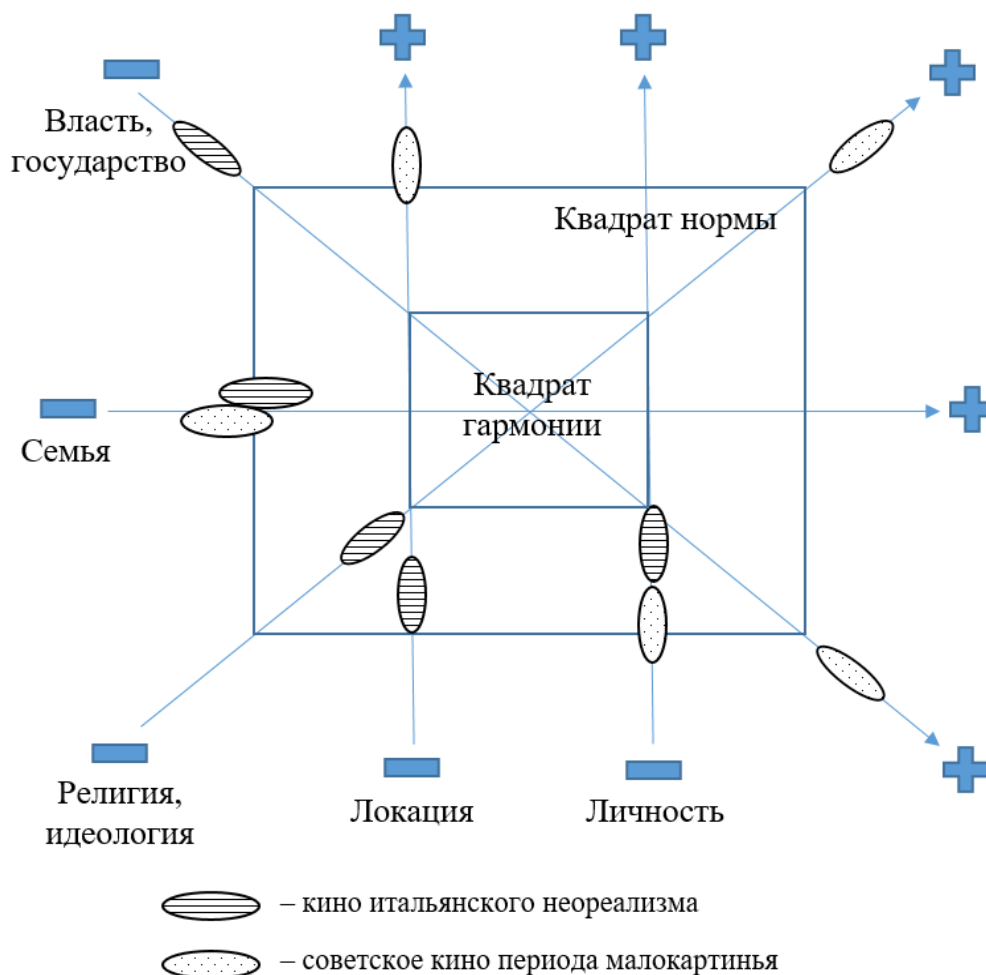 Власть,
государство
Квадрат нормы
Квадрат
гармонии
Семья
Религия,
идеология
Локация
Личность
– кино итальянского неореализма
– советское кино периода малокартинья